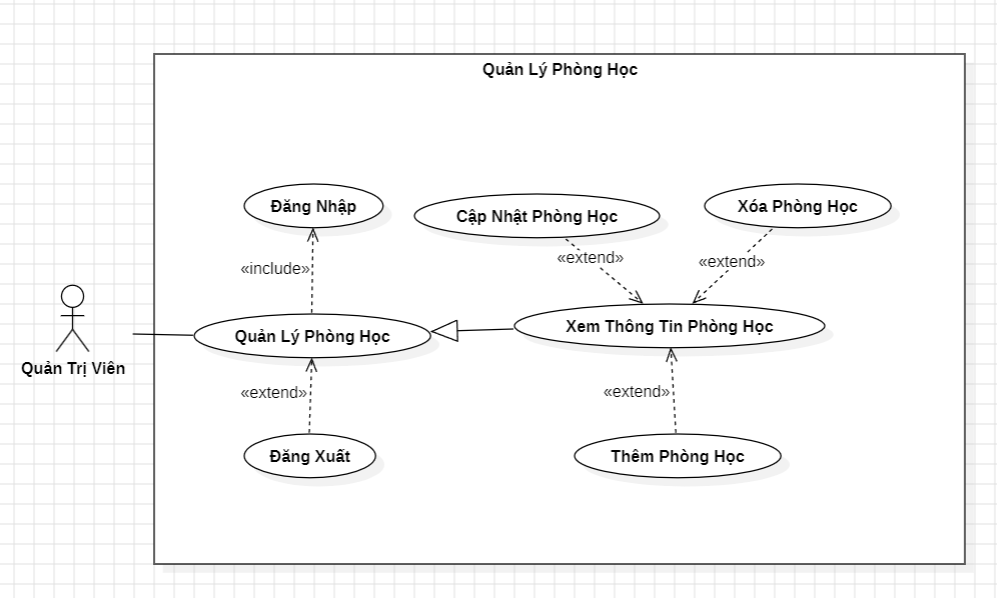 Quản Lý Phòng Học
Đăng Nhập
Cập Nhật Phòng Học
Xóa Phòng Học
«include»
«extend»
«extend»
Quản Trị Viên
Quản Lý Phòng Học
Xem Thông Tin Phòng Học
«extend»
«extend»
Đăng Xuất
Thêm Phòng Học